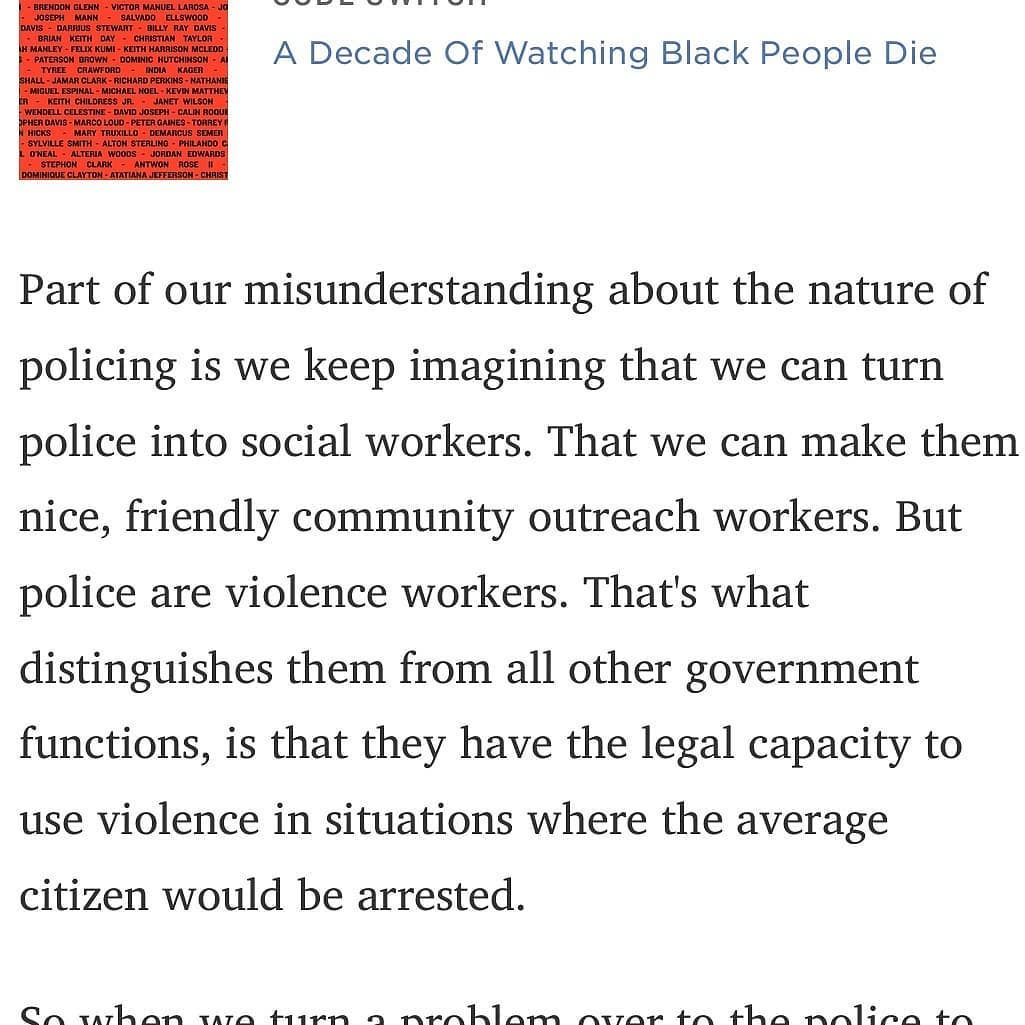 - BRENDON GLENN - VICTOR MANUEL LAROSA - JO
- JOSEPH MANN - SALVADO ELLSWOOD -
DAVIS - DARRIUS STEWART - BILLY RAY DAVIS -
- BRIAN KEITH DAY - CHRISTIAN TAYLOR -
H MANLEY - FELIX KUMI - KEITH HARRISON MCLEOD
- PATERSON BROWN - DOMINIC HUTCHINSON - A
- TYREE CRAWFORD - INDIA KAGER -
SHALL - JAMAR CLARK - RICHARD PERKINS - NATHANIE
- MIGUEL ESPINAL - MICHAEL NOEL - KEVIN MATTHEW
ER - KEITH CHILDRESS JR. - JANET WILSON -
- WENDELL CELESTINE - DAVID JOSEPH - CALIN ROQUE
OPHER DAVIS - MARCO LOUD - PETER GAINES - TORREY R
N HICKS - MARY TRUXILLO - DEMARCUS SEMER
- SYLVILLE SMITH - ALTON STERLING - PHILANDO C
L O'NEAL - ALTERIA WOODS - JORDAN EDWARDS
- STEPHON CLARK - ANTWON ROSE II -
DOMINIQUE CLAYTON - ATATIANA JEFFERSON - CHRIST
CODE SWITCH
A Decade Of Watching Black People Die
Part of our misunderstanding about the nature of
policing is we keep imagining that we can turn
police into social workers. That we can make them
nice, friendly community outreach workers. But
police are violence workers. That's what
distinguishes them from all other government
functions, is that they have the legal capacity to
use violence in situations where the average
citizen would be arrested.
So when we turn a problem over to the police to